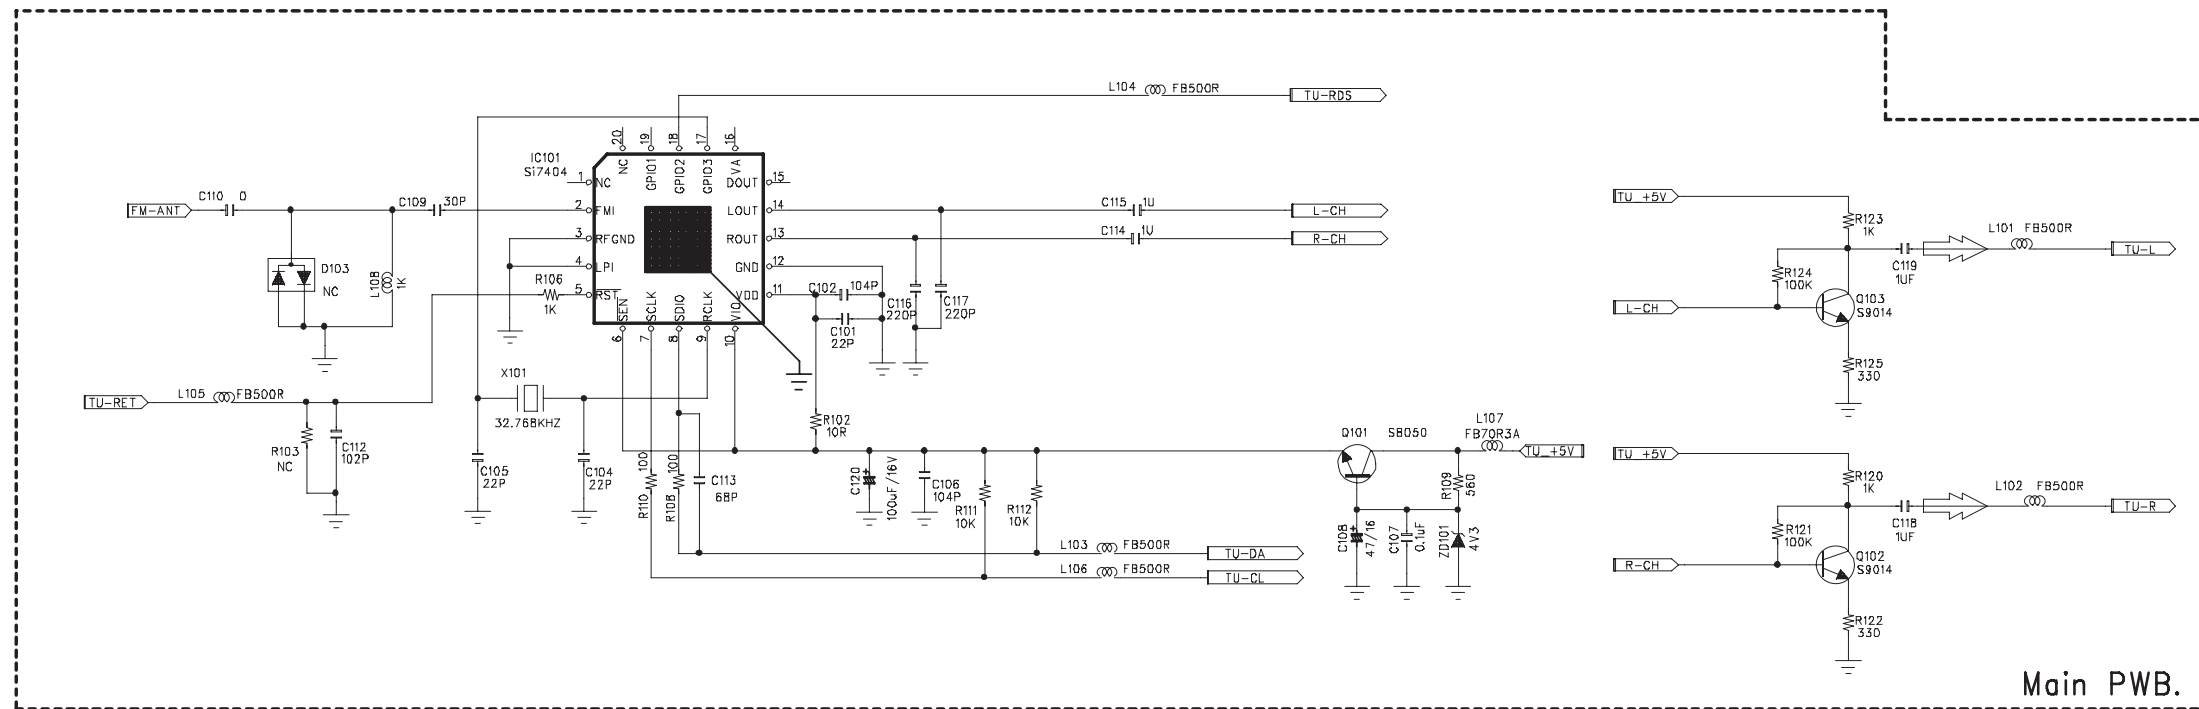 L104 FB500R
TU-RDS
IC101
Si7404
20
19
18
17
16
NC
GPIO1
GPIO2
GPIO3
VA
1
NC
DOUT
15
FM-ANT
C110
0
C109
30P
2
FMI
LOUT
14
C115
1U
L-CH
3
RFGND
ROUT
13
C114
1U
R-CH
4
LPI
GND
12
D103
NC
L108
1K
R106
1K
5
RST
VDD
11
C102
104P
C101
22P
C116
220P
C117
220P
SEN
SCLK
SDIO
RCLK
VIO
6
7
8
9
10
X101
32.768KHZ
TU-RET
L105
FB500R
R103
NC
C112
102P
C105
22P
C104
22P
R110
100
R108
100
C113
68P
R102
10R
C120
100uF/16V
C106
104P
R111
10K
R112
10K
L103 FB500R
TU-DA
L106 FB500R
TU-CL
Q101
S8050
L107
FB70R3A
TU_+5V
R109
560
C108
47/16
C107
0.1uF
ZD101
4V3
TU_+5V
R123
1K
R124
100K
C119
1UF
L101 FB500R
TU-L
L-CH
Q103
S9014
R125
330
TU_+5V
R120
1K
R121
100K
C118
1UF
L102 FB500R
TU-R
R-CH
Q102
S9014
R122
330
Main PWB.